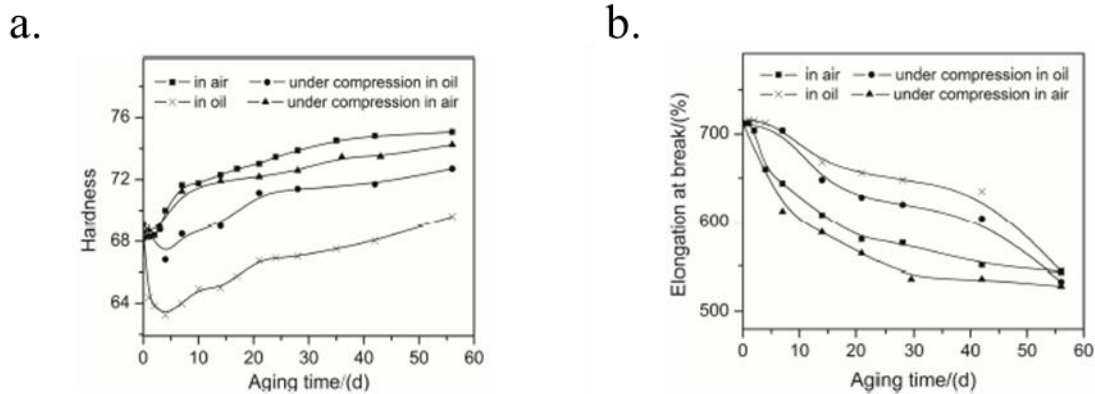 a.
in air
under compression in oil
in oil
under compression in air
76
72
68
64
Hardness
0
10
20
30
40
50
60
Aging time/(d)
b.
in air
under compression in oil
in oil
under compression in air
700
600
500
Elongation at break/(%)
0
10
20
30
40
50
60
Agiing time/(d)